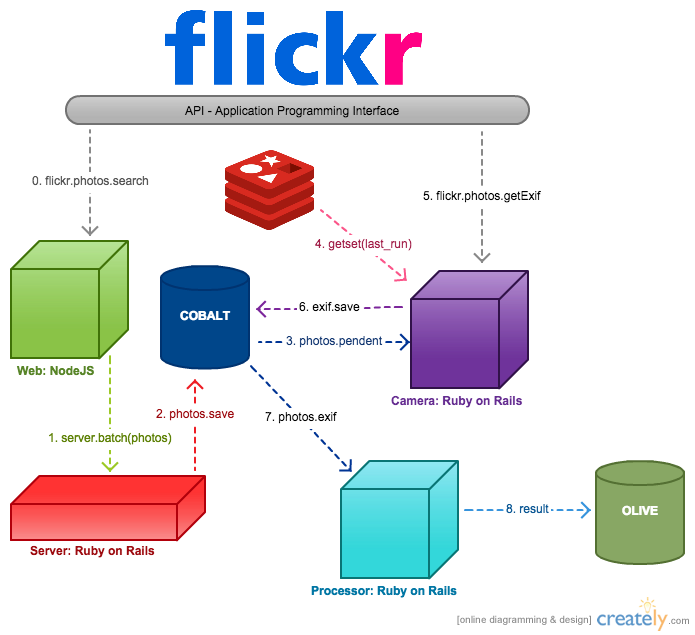 flickr
API - Application Programming Interface
0. flickr.photos.search
5. flickr.photos.getExif
4. getset(last_run)
6. exif.save
COBALT
3. photos.pendent
Web: NodeJS
Camera: Ruby on Rails
2. photos.save
7. photos.exif
1. server.batch(photos)
8. result
OLIVE
Server: Ruby on Rails
Processor: Ruby on Rails
[online diagramming & design] creately.com